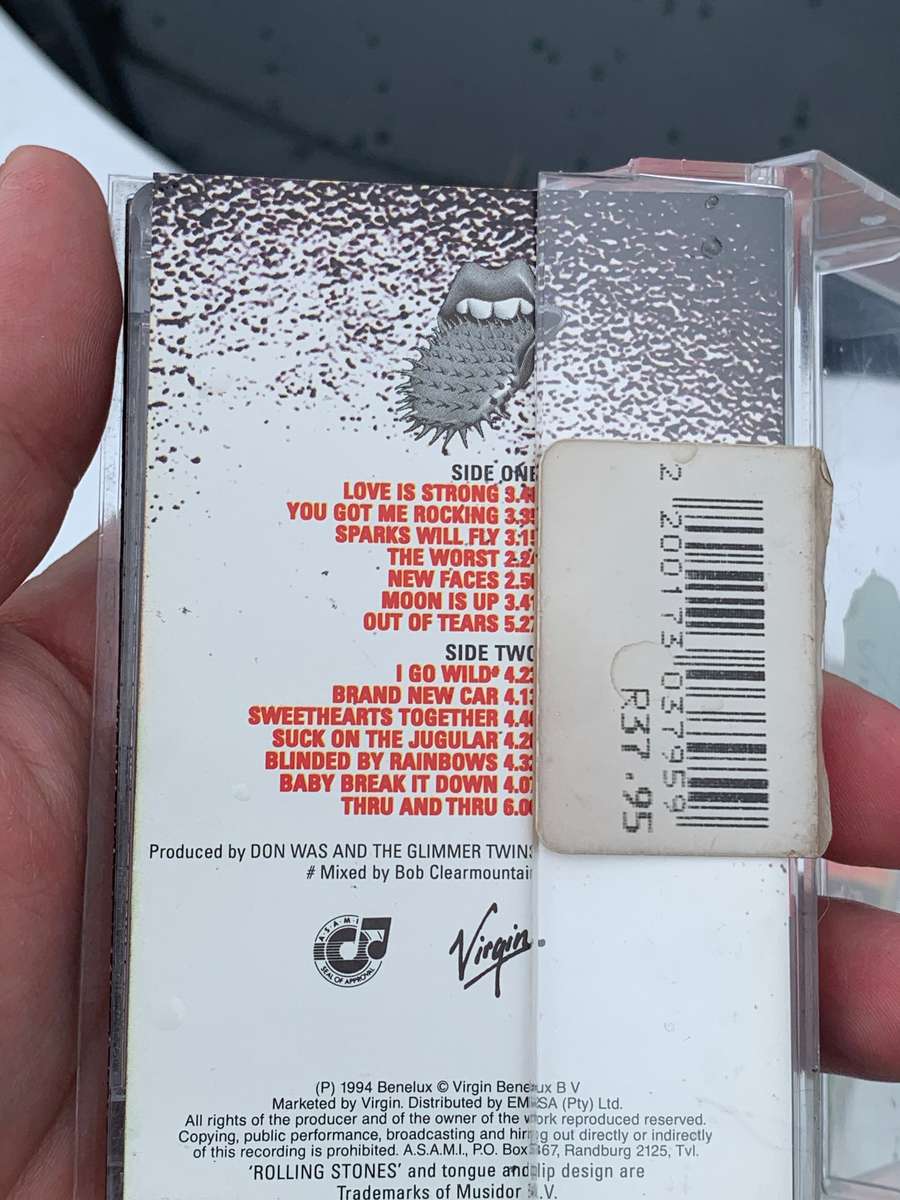 SIDE ONE
LOVE IS STRONG
YOU GOT ME ROCKING
SPARKS WILL FLY
THE WORST
NEW FACES
MOON IS UP
OUT OF TEARS
SIDE TWO
I GO WILD#
BRAND NEW CAR
SWEETHEARTS TOGETHER
SUCK ON THE JUGULAR
BLINDED BY RAINBOWS
BABY BREAK IT DOWN
THRU AND THRU
Produced by DON WAS AND THE GLIMMER TWINS
# Mixed by Bob Clearmountai
A·S·A·M·I
SEAL OF APPROVAL
Virgin
(P) 1994 Benelux © Virgin Benelux B V
Marketed by Virgin. Distributed by SA (Pty) Ltd.
All rights of the producer and of the owner of the work reproduced reserved.
Copying, public performance, broadcasting and hiring out directly or indirectly
of this recording is prohibited. A.S.A.M.I., P.O. Box Randburg 2125, Tvl.
'ROLLING STONES' and tongue and lip design are
Trademarks of Musidor .V.
2 200173 037959
R37.95